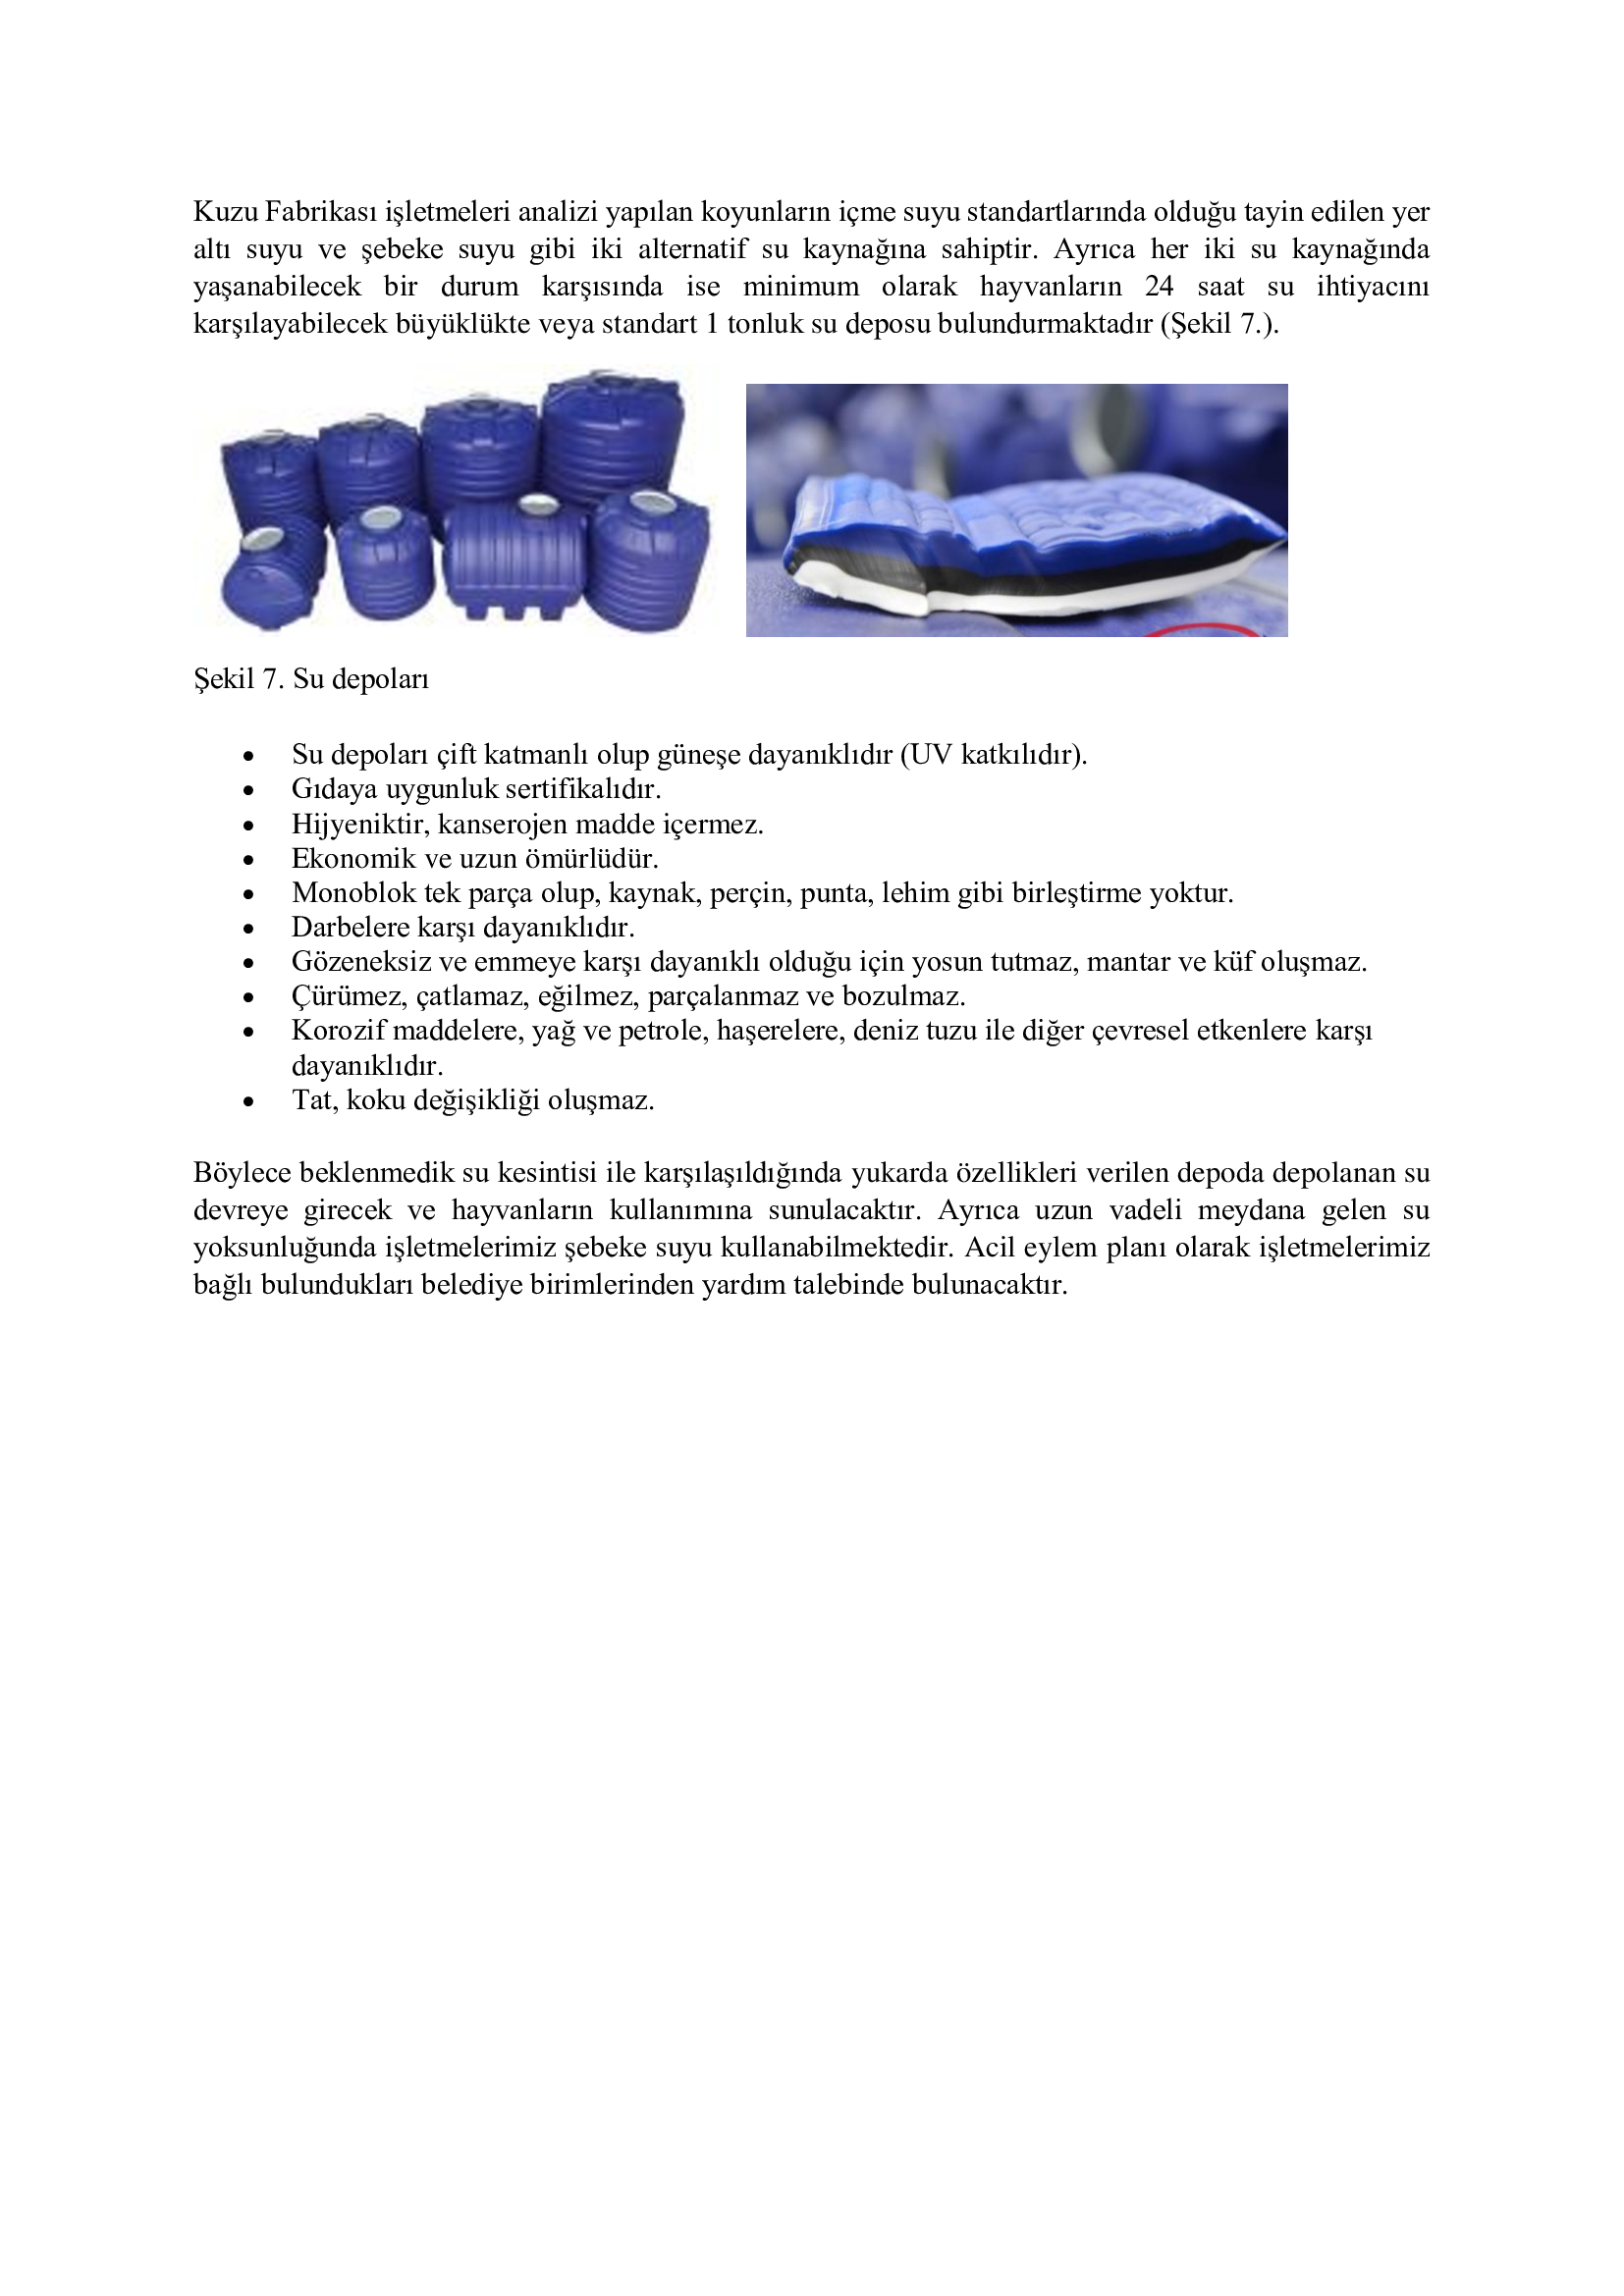 Kuzu Fabrikası işletmeleri analizi yapılan koyunların içme suyu standartlarında olduğu tayin edilen yer
altı suyu ve şebeke suyu gibi iki alternatif su kaynağına sahiptir. Ayrıca her iki su kaynağında
yaşanabilecek bir durum karşısında ise minimum olarak hayvanların 24 saat su ihtiyacını
karşılayabilecek büyüklükte veya standart 1 tonluk su deposu bulundurmaktadır (Şekil 7.).
Şekil 7. Su depoları
• Su depoları çift katmanlı olup güneşe dayanıklıdır (UV katkılıdır).
• Gıdaya uygunluk sertifikalıdır.
• Hijyeniktir, kanserojen madde içermez.
• Ekonomik ve uzun ömürlüdür.
• Monoblok tek parça olup, kaynak, perçin, punta, lehim gibi birleştirme yoktur.
• Darbelere karşı dayanıklıdır.
• Gözeneksiz ve emmeye karşı dayanıklı olduğu için yosun tutmaz, mantar ve küf oluşmaz.
• Çürümez, çatlamaz, eğilmez, parçalanmaz ve bozulmaz.
• Korozif maddelere, yağ ve petrole, haşerelere, deniz tuzu ile diğer çevresel etkenlere karşı
dayanıklıdır.
• Tat, koku değişikliği oluşmaz.
Böylece beklenmedik su kesintisi ile karşılaşıldığında yukarda özellikleri verilen depoda depolanan su
devreye girecek ve hayvanların kullanımına sunulacaktır. Ayrıca uzun vadeli meydana gelen su
yoksunluğunda işletmelerimiz şebeke suyu kullanabilmektedir. Acil eylem planı olarak işletmelerimiz
bağlı bulundukları belediye birimlerinden yardım talebinde bulunacaktır.